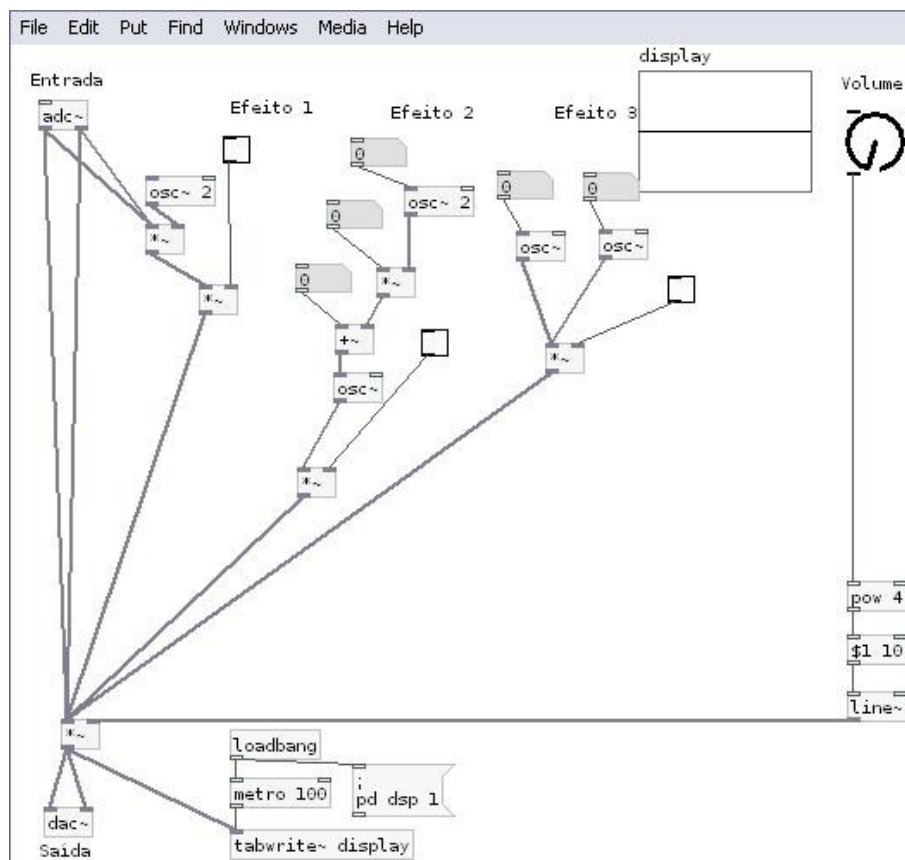 File Edit Put Find Windows Media Help
display
Entrada
Volume
Efeito 1
Efeito 2
Efeito 3
adc~
0
osc~ 2
0
0
osc~ 2
0
*~
osc~
osc~
0
*~
*~
+~
*~
osc~
*~
pow 4
$1 10
line~
*~
loadbang
metro 100
;
pd dsp 1
dac~
tabwrite~ display
Saída